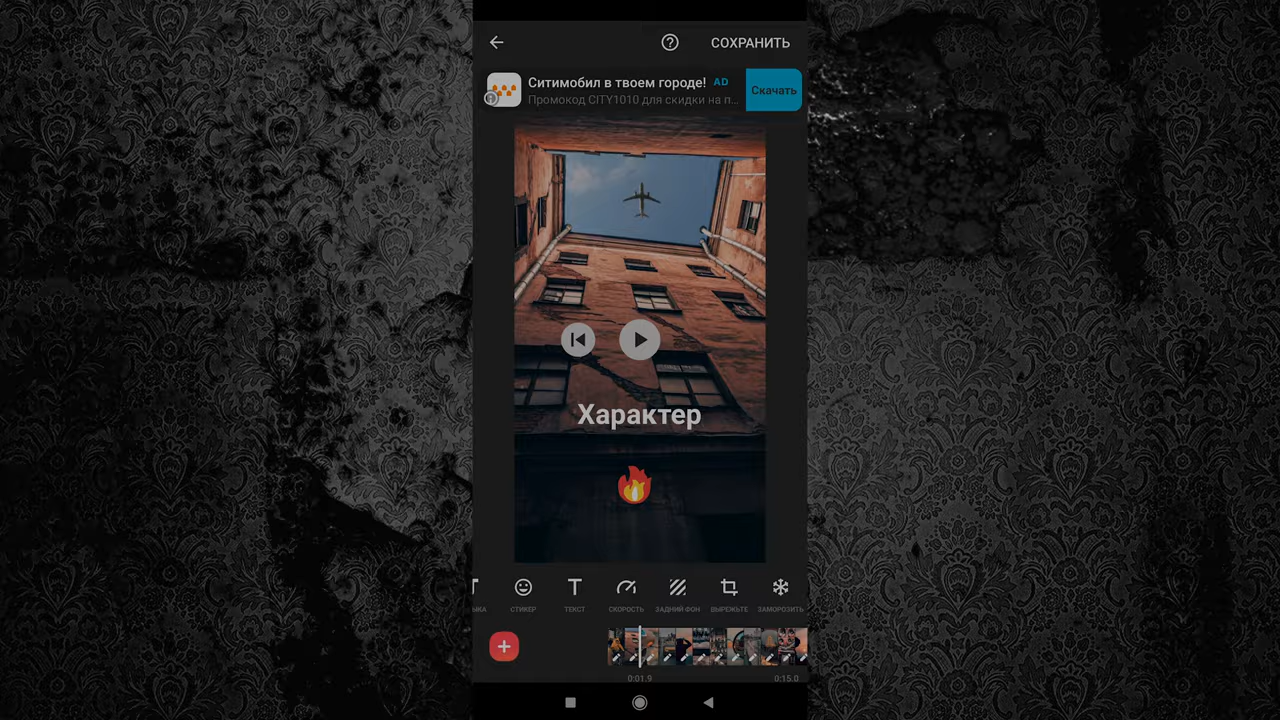 СОХРАНИТЬ
Ситимобил в твоем городе! AD
Промокод CITY1010 для скидки на п...
Скачать
Характер
ЫКА СТИКЕР ТЕКСТ СКОРОСТЬ ЗАДНИЙ ФОН ВЫРЕЖЬТЕ ЗАМОРОЗИТЬ
0:01.9 0:15.0